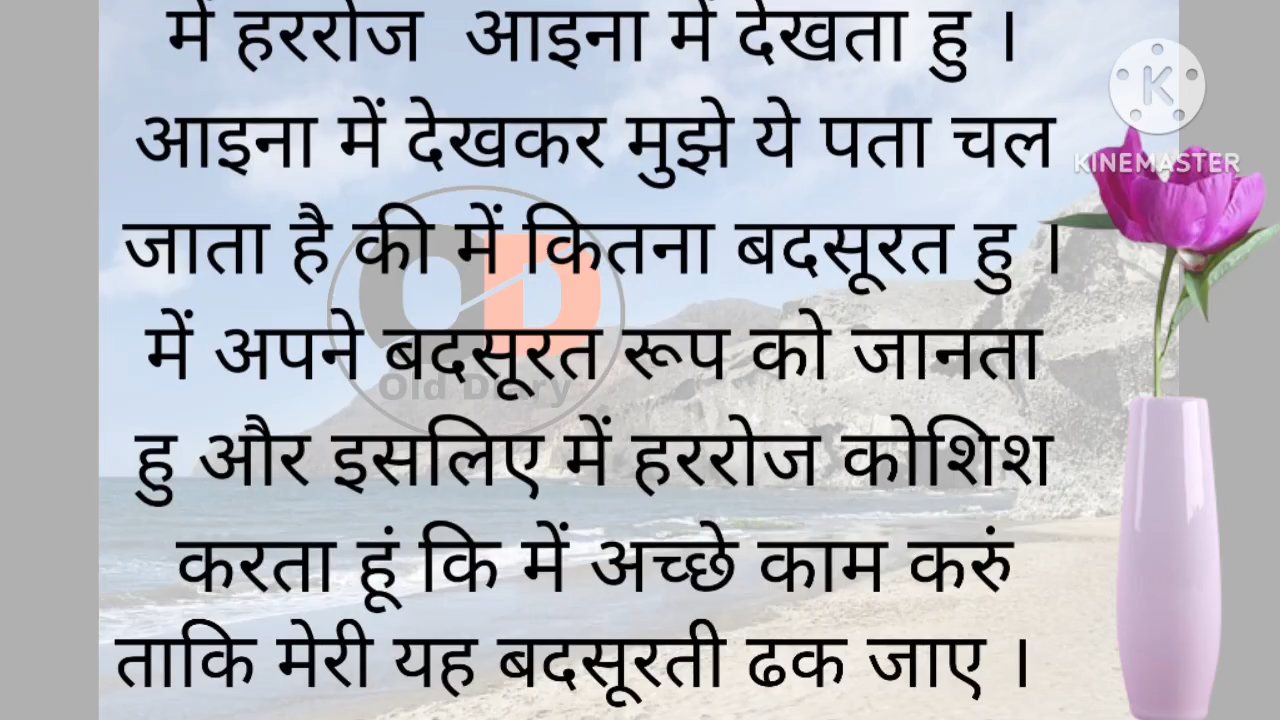 में हररोज आइना में देखता हु ।
आइना में देखकर मुझे ये पता चल
जाता है की में कितना बदसूरत हु ।
में अपने बदसूरत रूप को जानता
हु और इसलिए में हररोज कोशिश
करता हूं कि में अच्छे काम करुं
ताकि मेरी यह बदसूरती ढक जाए ।
K
KINEMASTER
OD
Old Diary